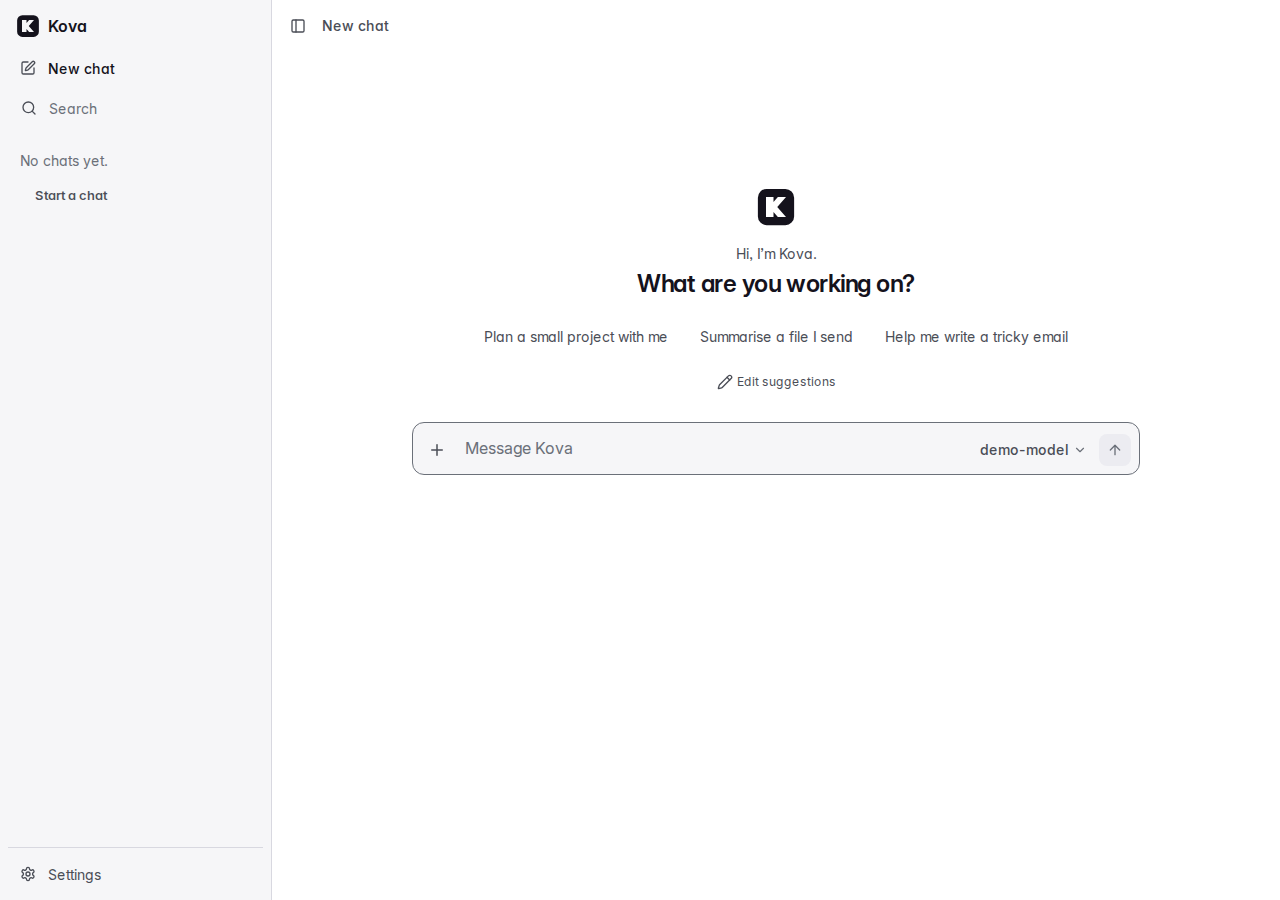 Kova
New chat
Search
No chats yet.
Start a chat
Settings
New chat
Hi, I'm Kova.
What are you working on?
Plan a small project with me
Summarise a file I send
Help me write a tricky email
Edit suggestions
Message Kova
demo-model